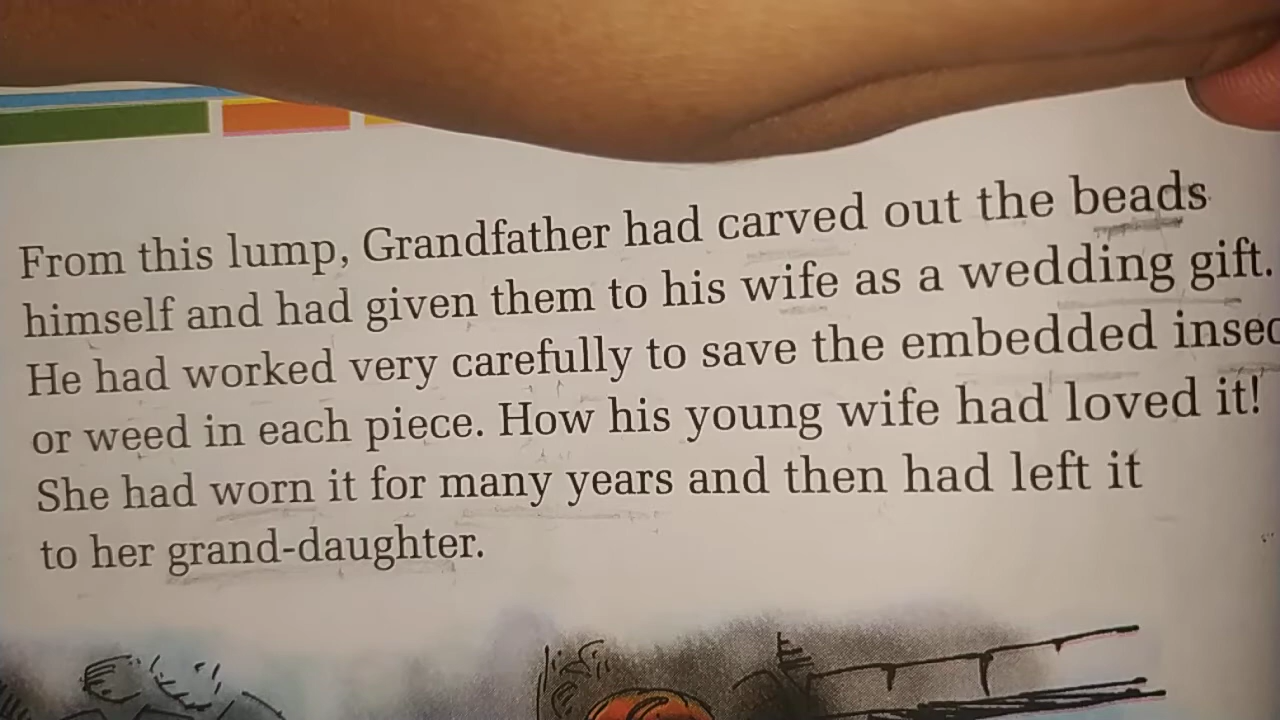 From this lump, Grandfather had carved out the beads
himself and had given them to his wife as a wedding gift.
He had worked very carefully to save the embedded insec
or weed in each piece. How his young wife had loved it!
She had worn it for many years and then had left it
to her grand-daughter.